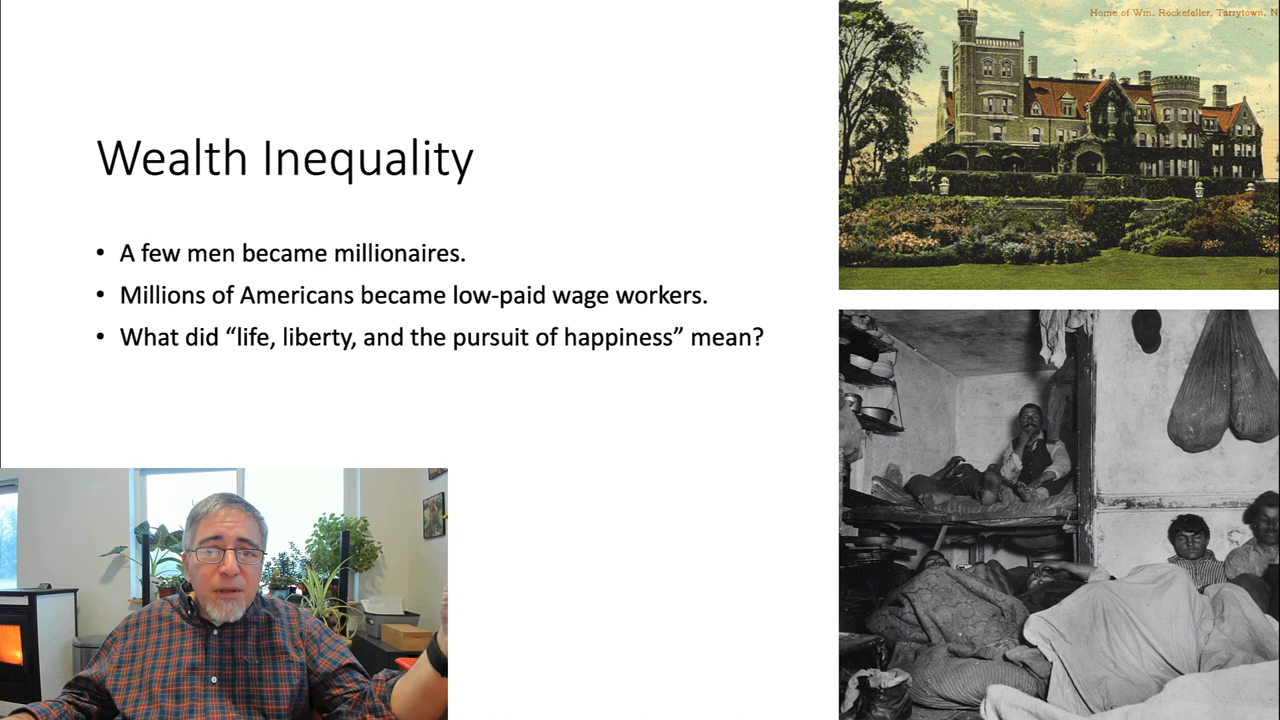 Home of Wm. Rockefeller, Tarrytown, N
Wealth Inequality
• A few men became millionaires.
• Millions of Americans became low-paid wage workers.
• What did “life, liberty, and the pursuit of happiness” mean?